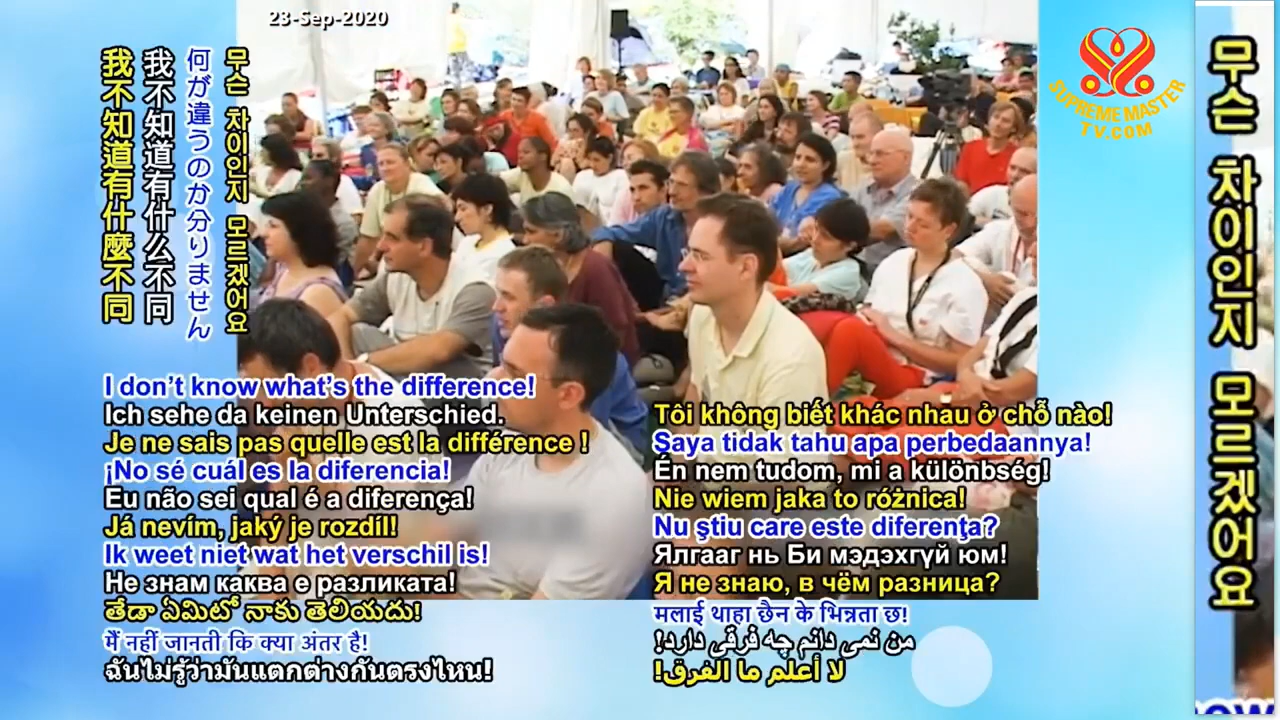 23-Sep-2020
SUPREME MASTER
TV.COM
무슨 차이인지 모르겠어요
何が違うのか分りません
我不知道有什么不同
我不知道有什麼不同
I don't know what's the difference!
Ich sehe da keinen Unterschied.
Je ne sais pas quelle est la différence !
¡No sé cuál es la diferencia!
Eu não sei qual é a diferença!
Já nevím, jaký je rozdíl!
Ik weet niet wat het verschil is!
Не знам каква е разликата!
తేడా ఏమిటో నాకు తెలియదు!
मैं नहीं जानती कि क्या अंतर है!
ฉันไม่รู้ว่ามันแตกต่างกันตรงไหน!
Tôi không biết khác nhau ở chỗ nào!
Saya tidak tahu apa perbedaannya!
Én nem tudom, mi a különbség!
Nie wiem jaka to różnica!
Nu ştiu care este diferenţa?
Ялгааг нь Би мэдэхгүй юм!
Я не знаю, в чём разница?
मलाई थाहा छैन के भिन्नता छ!
من نمی دانم چه فرقی دارد!
لا أعلم ما الفرق!
무슨 차이인지 모르겠어요